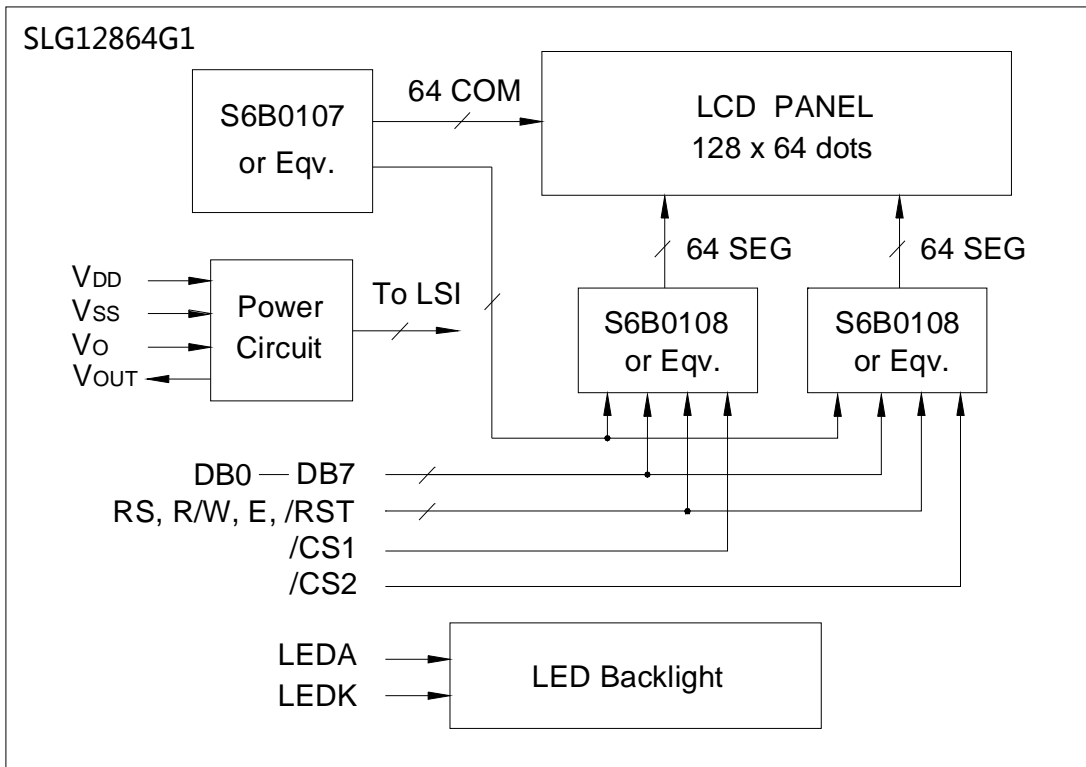 SLG12864G1
S6B0107
or Eqv.
64 COM
LCD PANEL
128 x 64 dots
64 SEG
64 SEG
VDD
VSS
VO
VOUT
Power
Circuit
To LSI
S6B0108
or Eqv.
S6B0108
or Eqv.
DB0 — DB7
RS, R/W, E, /RST
/CS1
/CS2
LEDA
LEDK
LED Backlight